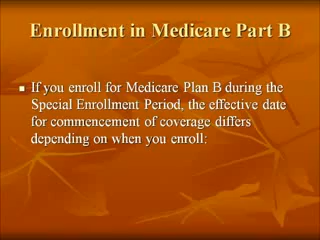 Enrollment in Medicare Part B
If you enroll for Medicare Plan B during the
Special Enrollment Period, the effective date
for commencement of coverage differs
depending on when you enroll: